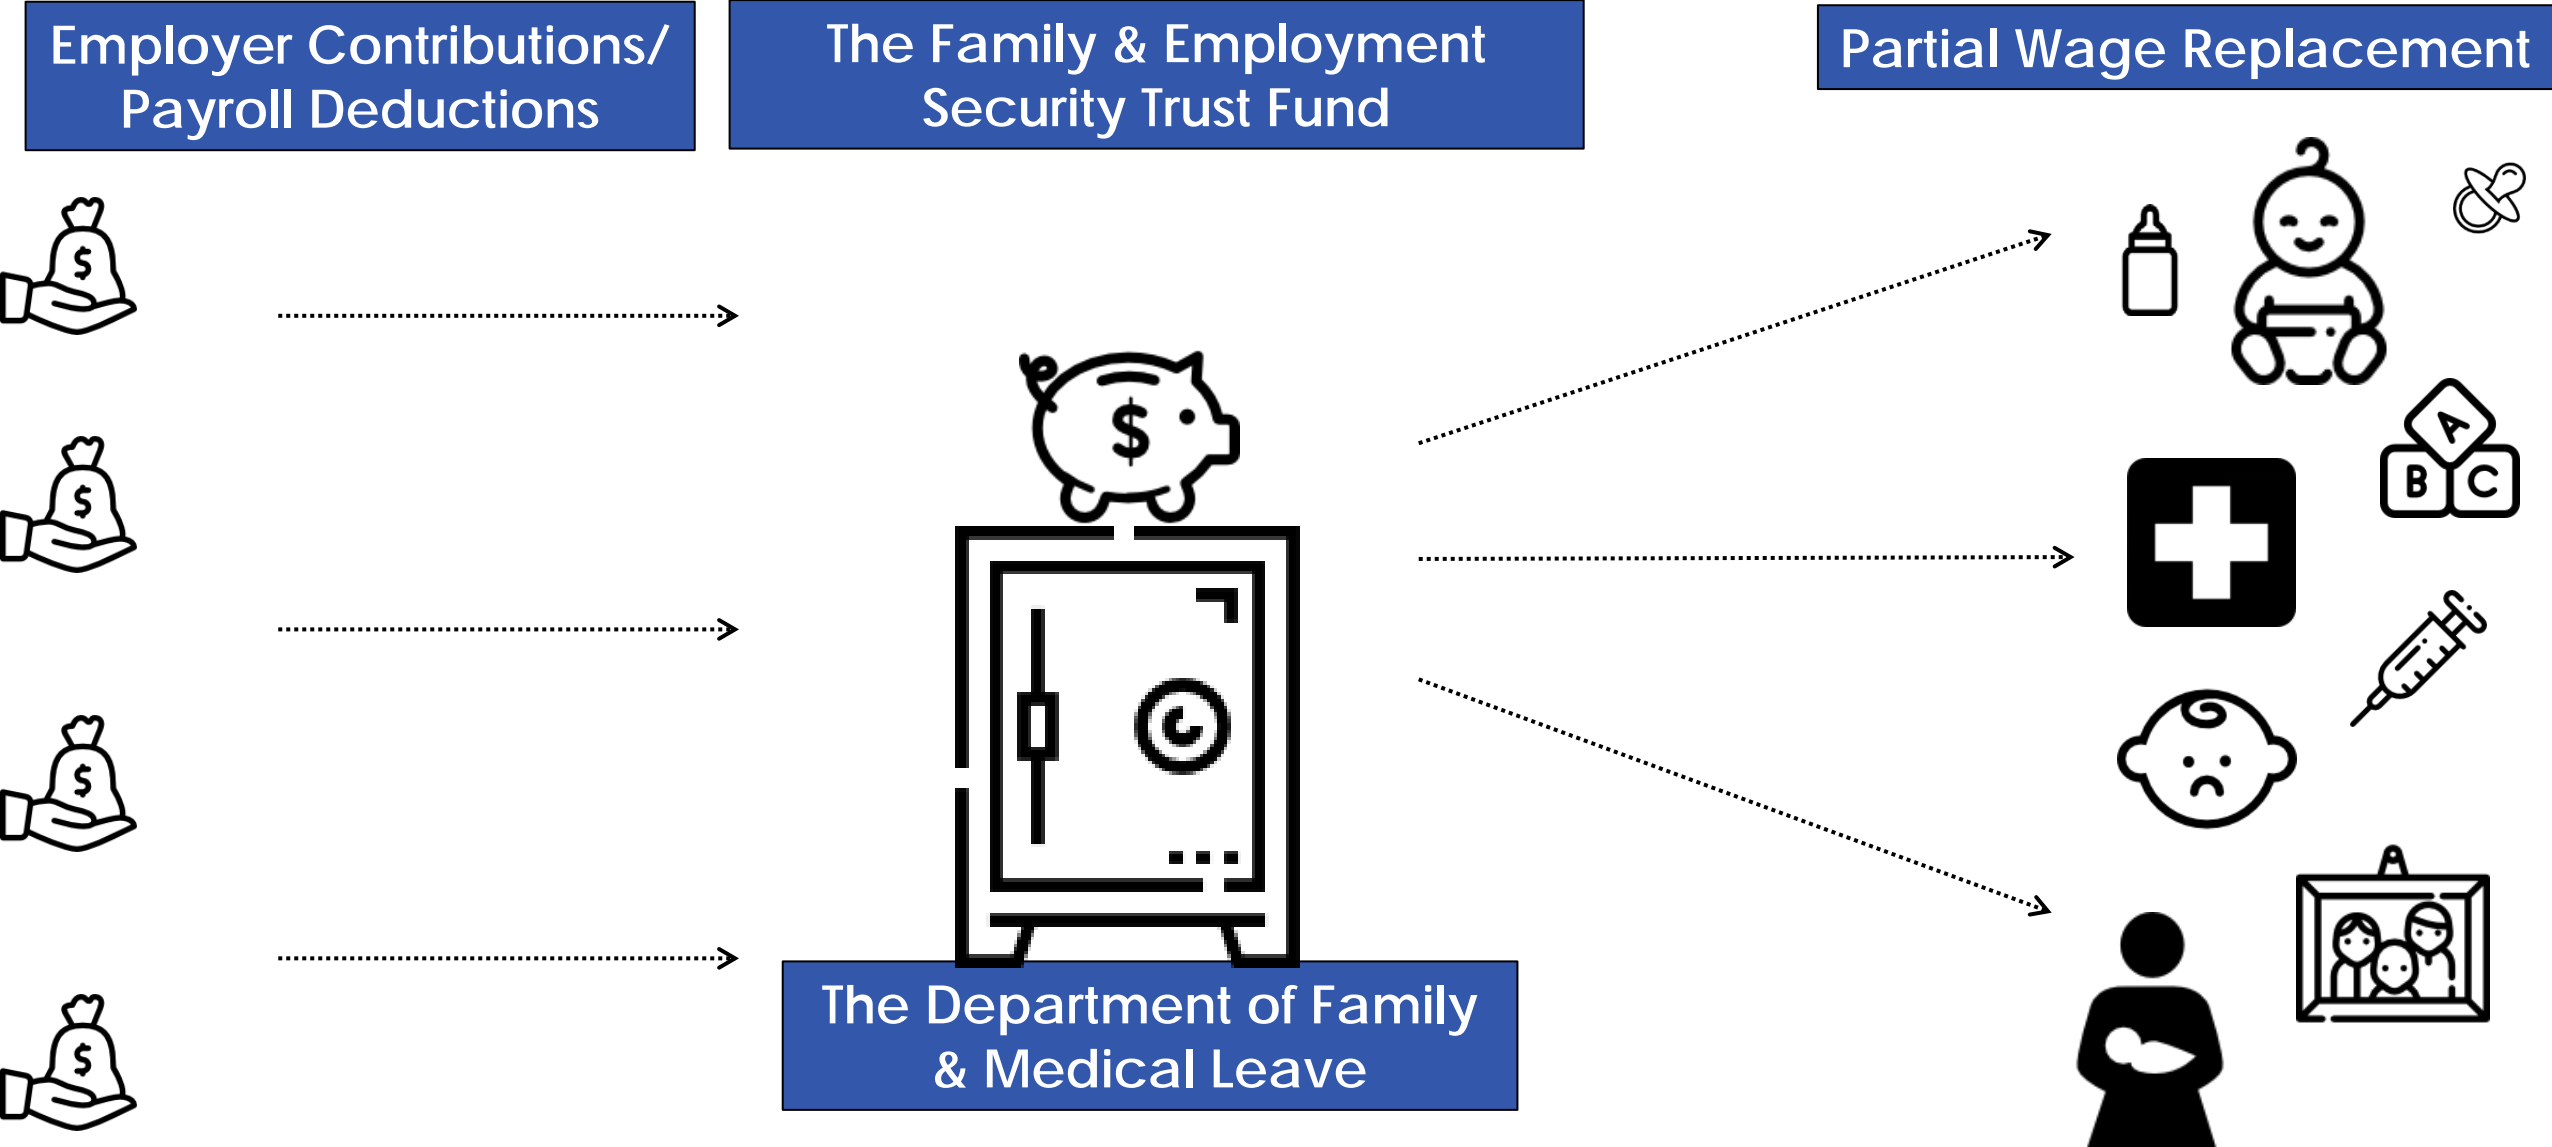 Employer Contributions/
Payroll Deductions
The Family & Employment
Security Trust Fund
Partial Wage Replacement
$
$
$
$
$
A
B C
The Department of Family
& Medical Leave